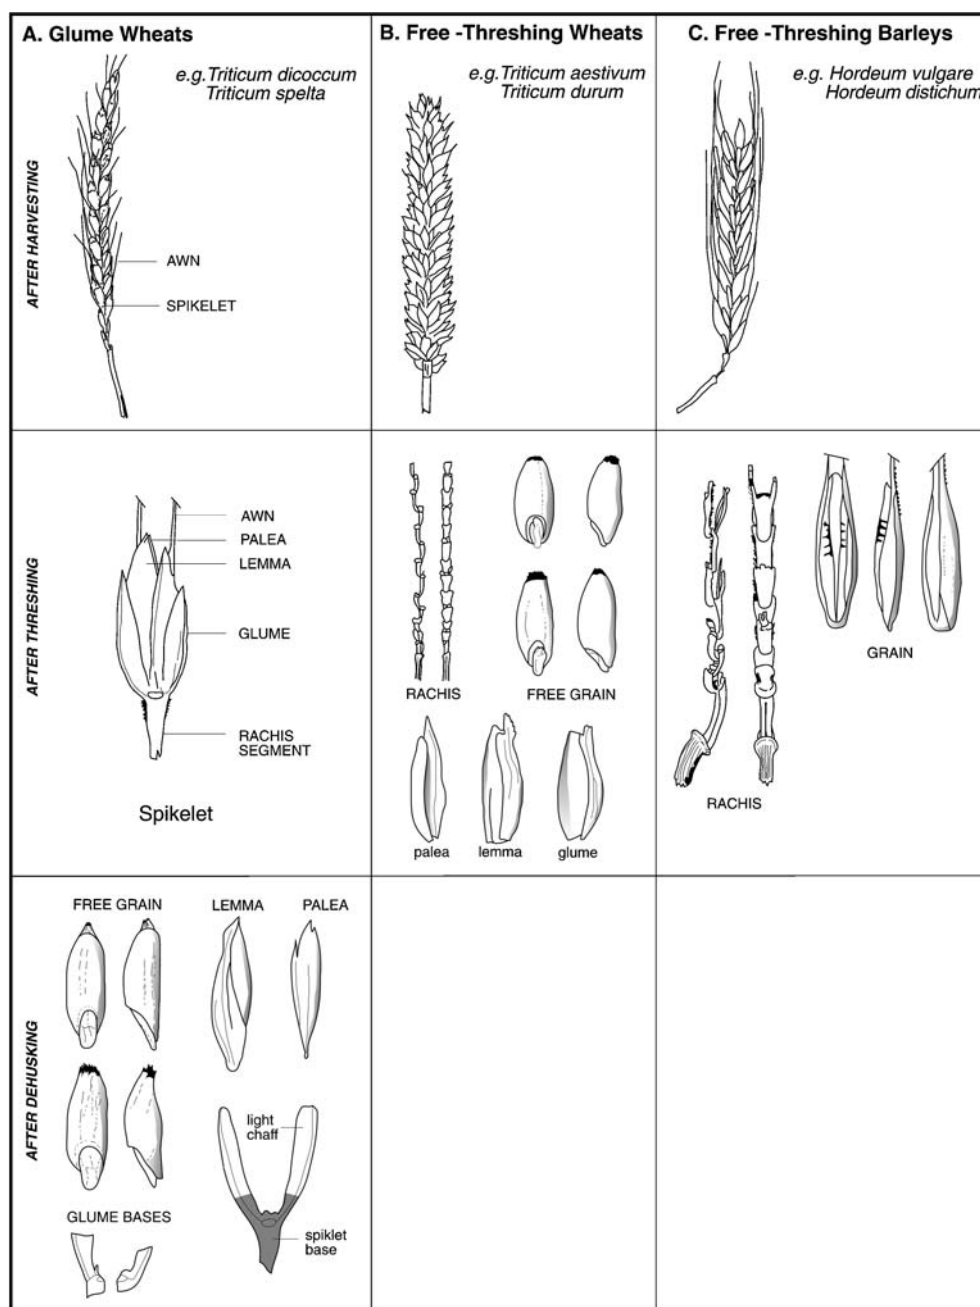 A. Glume Wheats
e.g.Triticum dicoccum
Triticum spelta
B. Free -Threshing Wheats
e.g.Triticum aestivum
Triticum durum
C. Free -Threshing Barleys
e.g. Hordeum vulgare
Hordeum distichum
AFTER HARVESTING
AWN
SPIKELET
AFTER THRESHING
AWN
PALEA
LEMMA
GLUME
RACHIS
SEGMENT
Spikelet
RACHIS
FREE GRAIN
palea
lemma
glume
GRAIN
RACHIS
AFTER DEHUSKING
FREE GRAIN
LEMMA
PALEA
light
chaff
spiklet
base
GLUME BASES